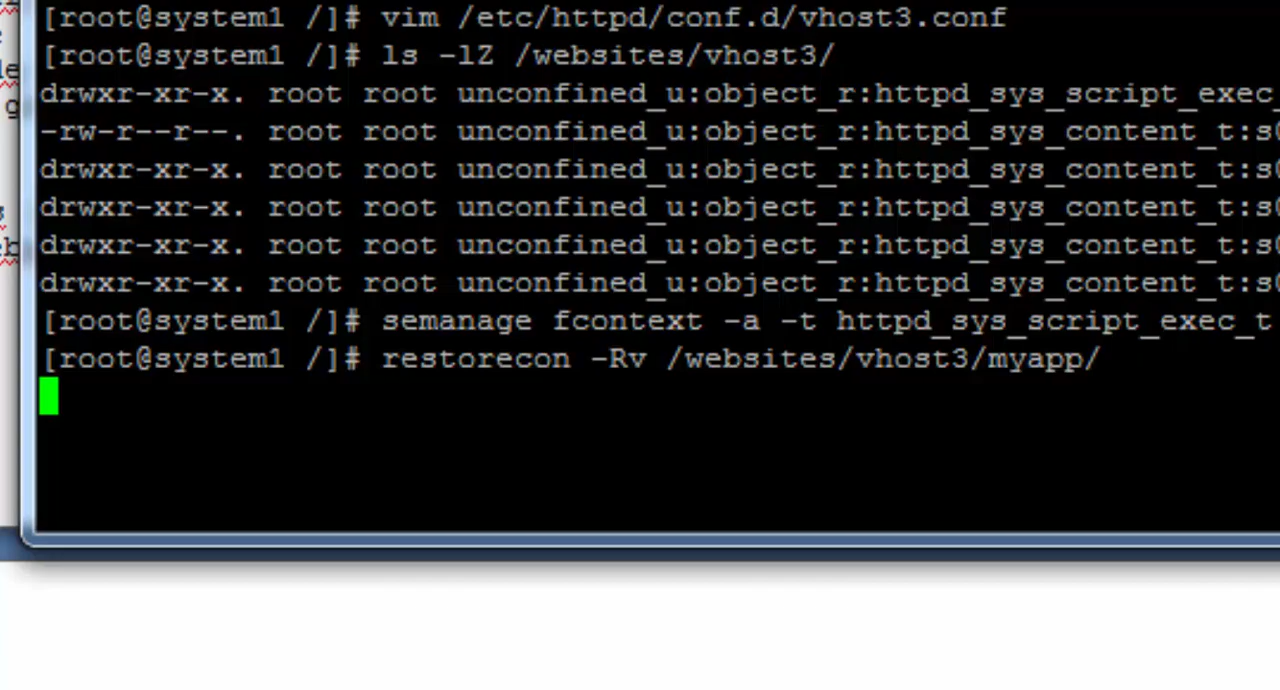 [root@system1 /]# vim /etc/httpd/conf.d/vhost3.conf
[root@system1 /]# ls -lZ /websites/vhost3/
drwxr-xr-x. root root unconfined_u:object_r:httpd_sys_script_exec_
-rw-r--r--. root root unconfined_u:object_r:httpd_sys_content_t:s0
drwxr-xr-x. root root unconfined_u:object_r:httpd_sys_content_t:s0
drwxr-xr-x. root root unconfined_u:object_r:httpd_sys_content_t:s0
drwxr-xr-x. root root unconfined_u:object_r:httpd_sys_content_t:s0
drwxr-xr-x. root root unconfined_u:object_r:httpd_sys_content_t:s0
[root@system1 /]# semanage fcontext -a -t httpd_sys_script_exec_t
[root@system1 /]# restorecon -Rv /websites/vhost3/myapp/